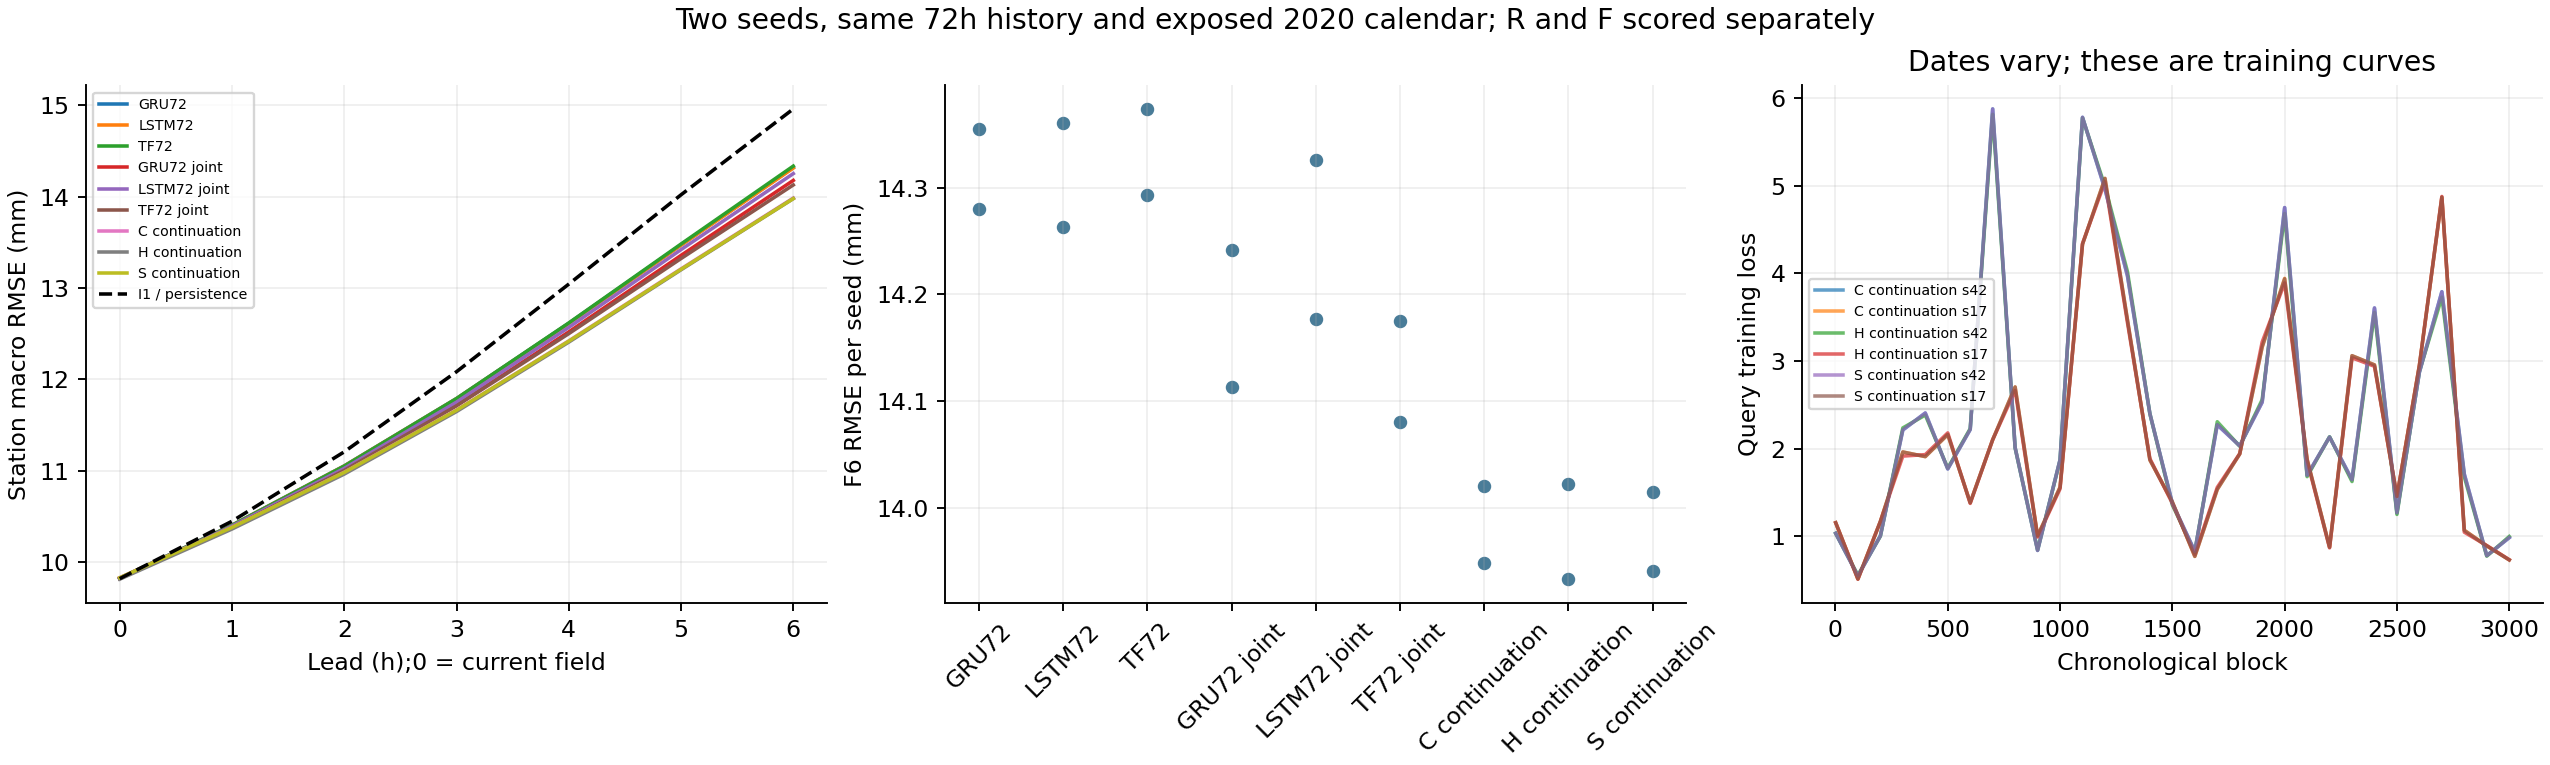 Two seeds, same 72h history and exposed 2020 calendar; R and F scored separately
Station macro RMSE (mm)
15
14
13
12
11
10
GRU72
LSTM72
TF72
GRU72 joint
LSTM72 joint
TF72 joint
C continuation
H continuation
S continuation
I1 / persistence
0 1 2 3 4 5 6
Lead (h);0 = current field
F6 RMSE per seed (mm)
14.3
14.2
14.1
14.0
GRU72
LSTM72
TF72
GRU72 joint
LSTM72 joint
TF72 joint
C continuation
H continuation
S continuation
Dates vary; these are training curves
Query training loss
6
5
4
3
2
1
C continuation s42
C continuation s17
H continuation s42
H continuation s17
S continuation s42
S continuation s17
0 500 1000 1500 2000 2500 3000
Chronological block